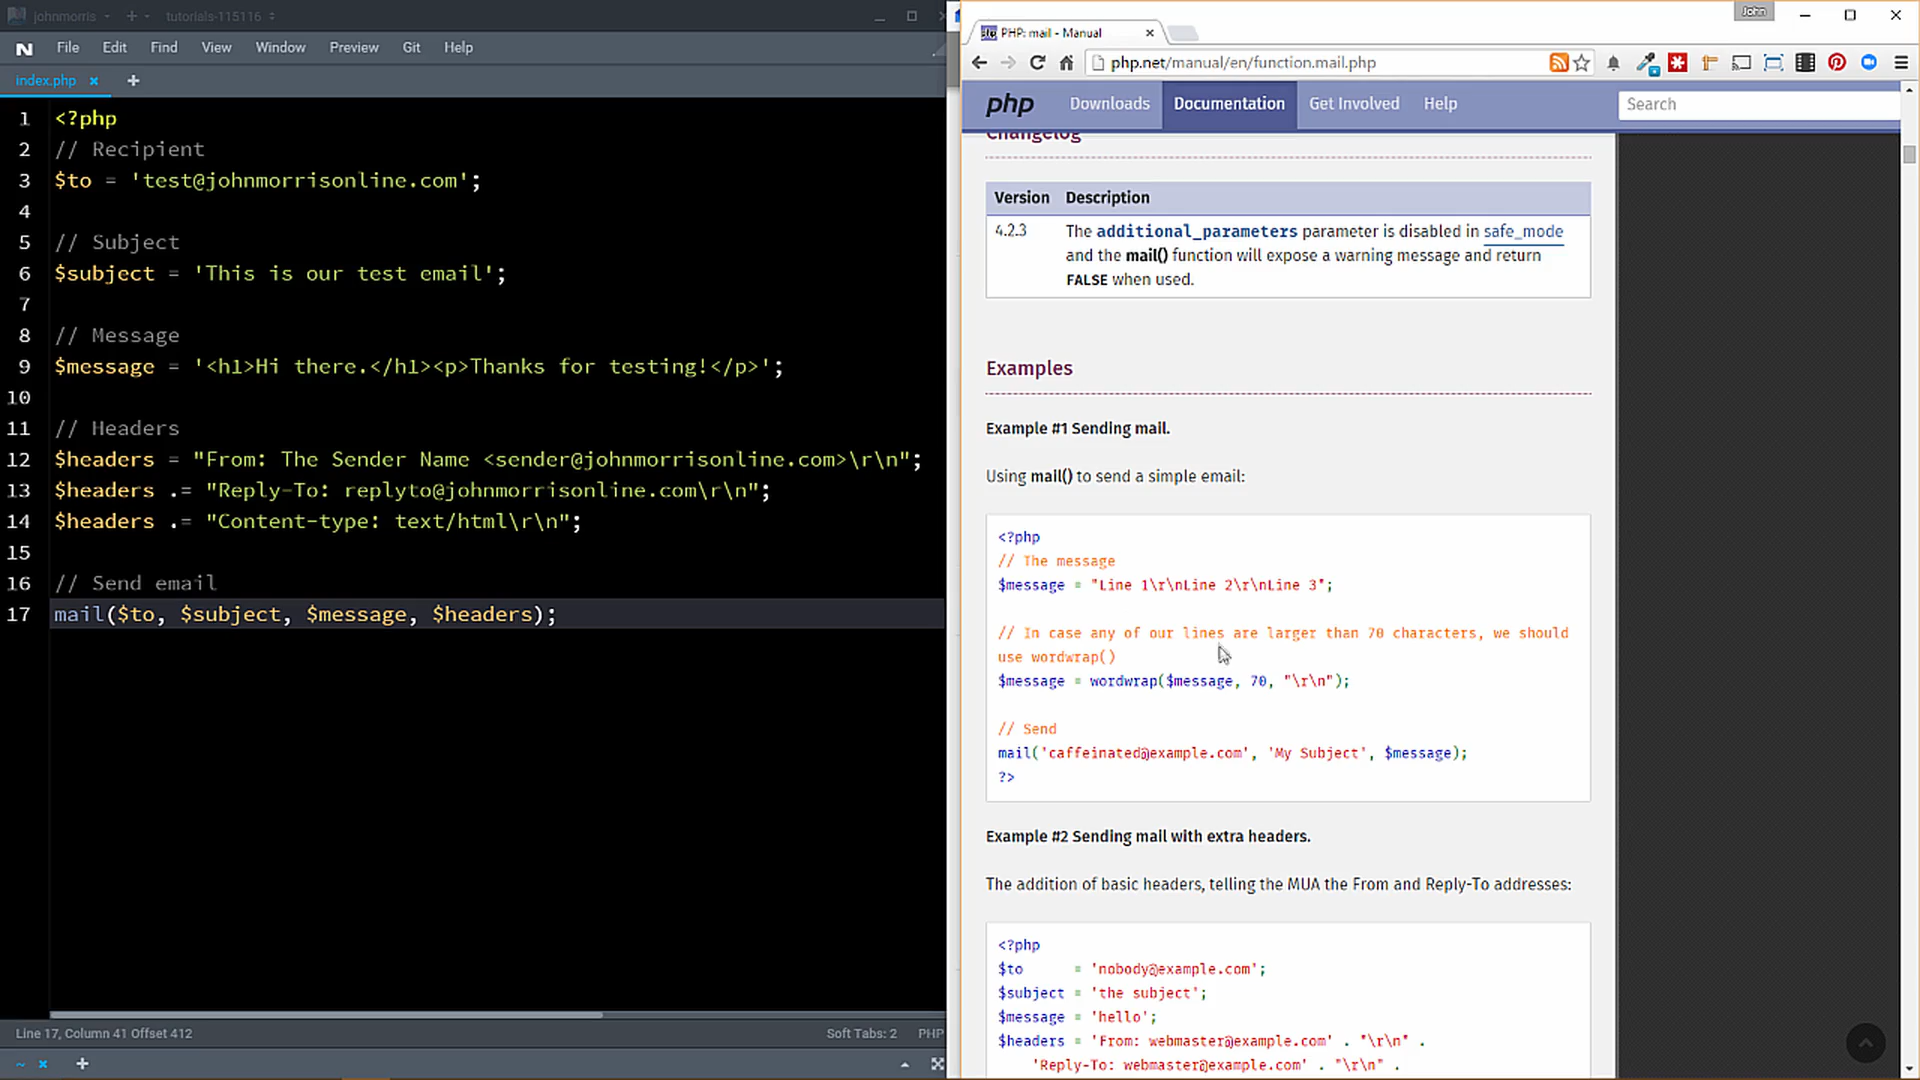 johnmorris
tutorials-115116
File Edit Find View Window Preview Git Help
index.php
1 <?php
2 // Recipient
3 $to = 'test@johnmorrisonline.com';
4
5 // Subject
6 $subject = 'This is our test email';
7
8 // Message
9 $message = '<h1>Hi there.</h1><p>Thanks for testing!</p>';
10
11 // Headers
12 $headers = "From: The Sender Name <sender@johnmorrisonline.com>\r\n";
13 $headers .= "Reply-To: replyto@johnmorrisonline.com\r\n";
14 $headers .= "Content-type: text/html\r\n";
15
16 // Send email
17 mail($to, $subject, $message, $headers);
Line 17, Column 41 Offset 412
Soft Tabs: 2 PHP
John
PHP: mail - Manual
php.net/manual/en/function.mail.php
php Downloads Documentation Get Involved Help
Search
Changelog
Version Description
4.2.3 The additional_parameters parameter is disabled in safe_mode
and the mail() function will expose a warning message and return
FALSE when used.
Examples
Example #1 Sending mail.
Using mail() to send a simple email:
<?php
// The message
$message = "Line 1\r\nLine 2\r\nLine 3";
// In case any of our lines are larger than 70 characters, we should
use wordwrap()
$message = wordwrap($message, 70, "\r\n");
// Send
mail('caffeinated@example.com', 'My Subject', $message);
?>
Example #2 Sending mail with extra headers.
The addition of basic headers, telling the MUA the From and Reply-To addresses:
<?php
$to = 'nobody@example.com';
$subject = 'the subject';
$message = 'hello';
$headers = 'From: webmaster@example.com' . "\r\n" .
'Reply-To: webmaster@example.com' . "\r\n" .